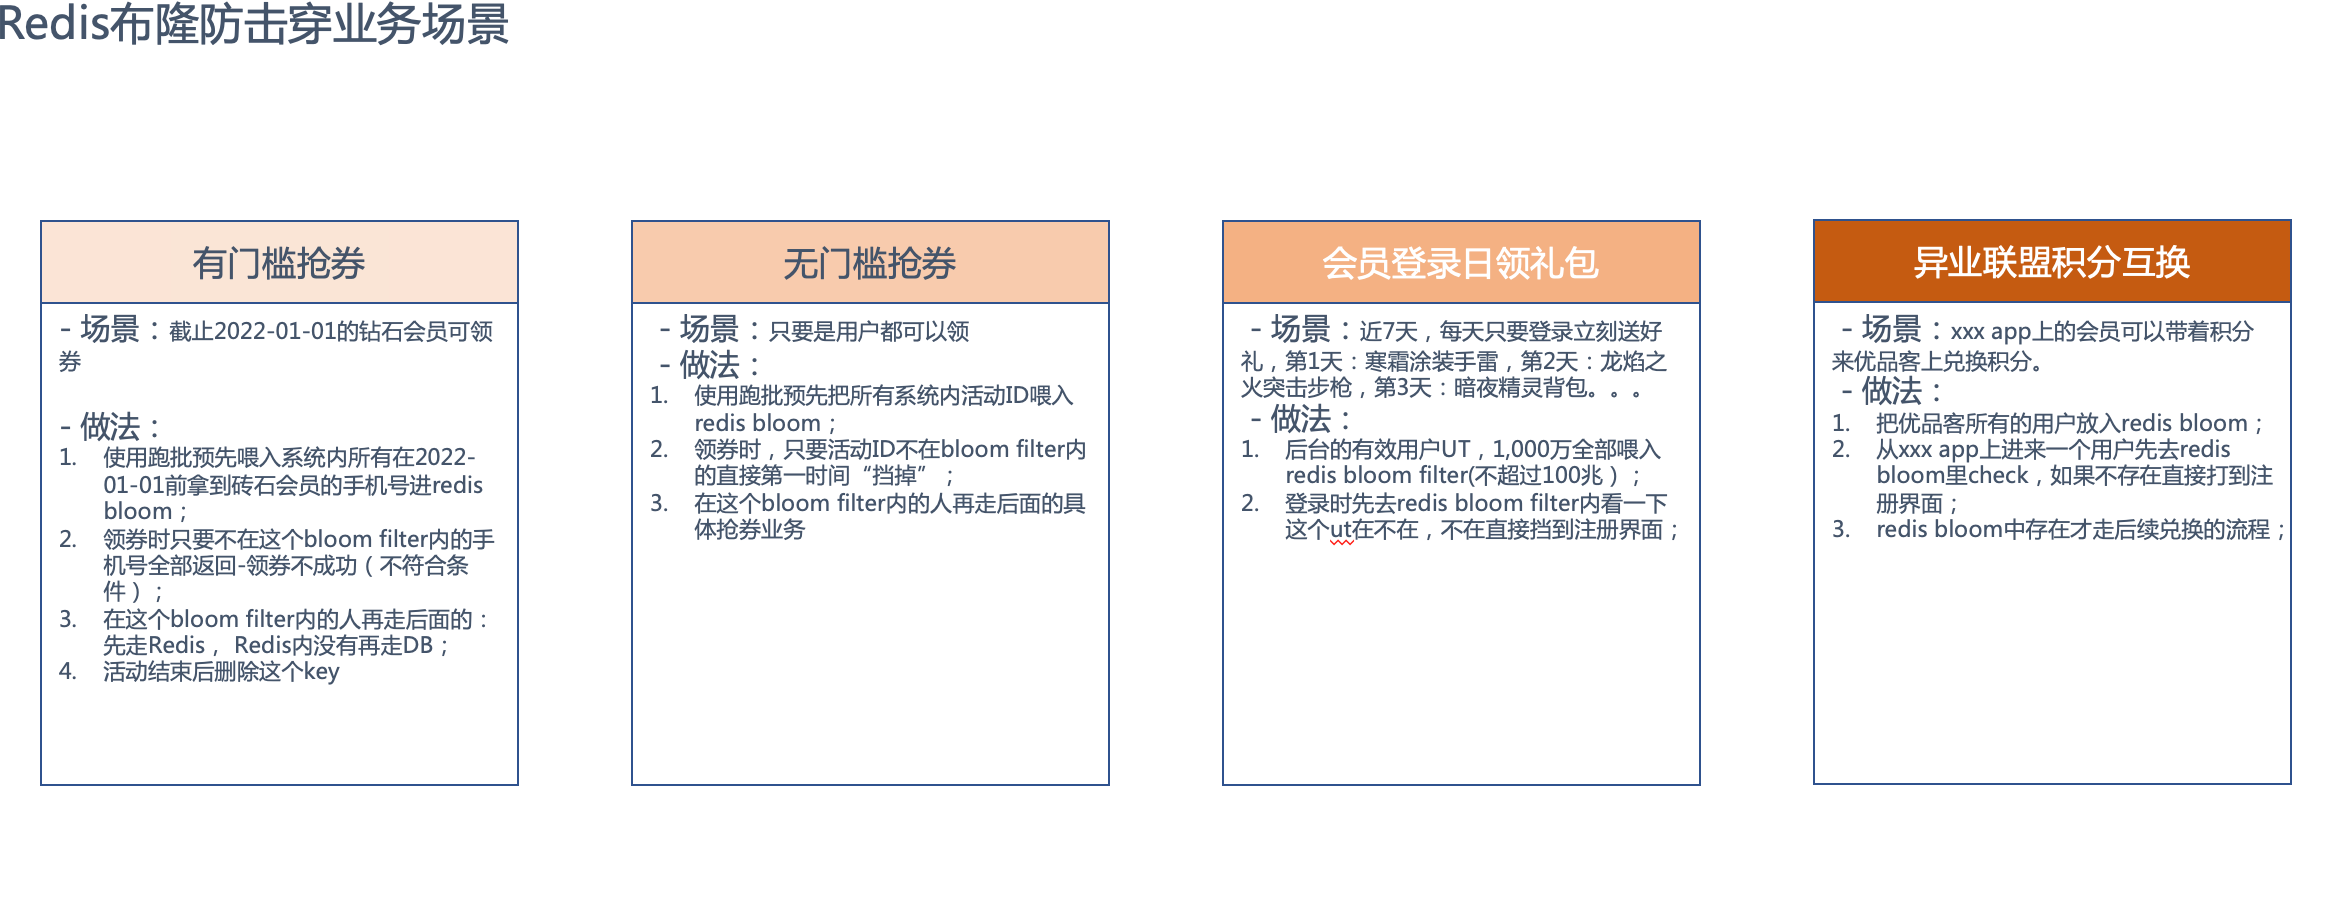 Redis布隆防击穿业务场景
有门槛抢券
- 场景：截止2022-01-01的钻石会员可领
券
- 做法：
1. 使用跑批预先喂入系统内所有在2022-
01-01前拿到砖石会员的手机号进redis
bloom；
2. 领券时只要不在这个bloom filter内的手
机号全部返回-领券不成功（不符合条
件）；
3. 在这个bloom filter内的人再走后面的：
先走Redis， Redis内没有再走DB；
4. 活动结束后删除这个key
无门槛抢券
- 场景：只要是用户都可以领
- 做法：
1. 使用跑批预先把所有系统内活动ID喂入
redis bloom；
2. 领券时，只要活动ID不在bloom filter内
的直接第一时间“挡掉” ；
3. 在这个bloom filter内的人再走后面的具
体抢券业务
会员登录日领礼包
- 场景：近7天，每天只要登录立刻送好
礼，第1天：寒霜涂装手雷，第2天：龙焰之
火突击步枪，第3天：暗夜精灵背包。。。
- 做法：
1. 后台的有效用户UT，1,000万全部喂入
redis bloom filter(不超过100兆）；
2. 登录时先去redis bloom filter内看一下
这个ut在不在，不在直接挡到注册界面；
异业联盟积分互换
- 场景：xxx app上的会员可以带着积分
来优品客上兑换积分。
- 做法：
1. 把优品客所有的用户放入redis bloom；
2. 从xxx app上进来一个用户先去redis
bloom里check，如果不存在直接打到注
册界面；
3. redis bloom中存在才走后续兑换的流程；